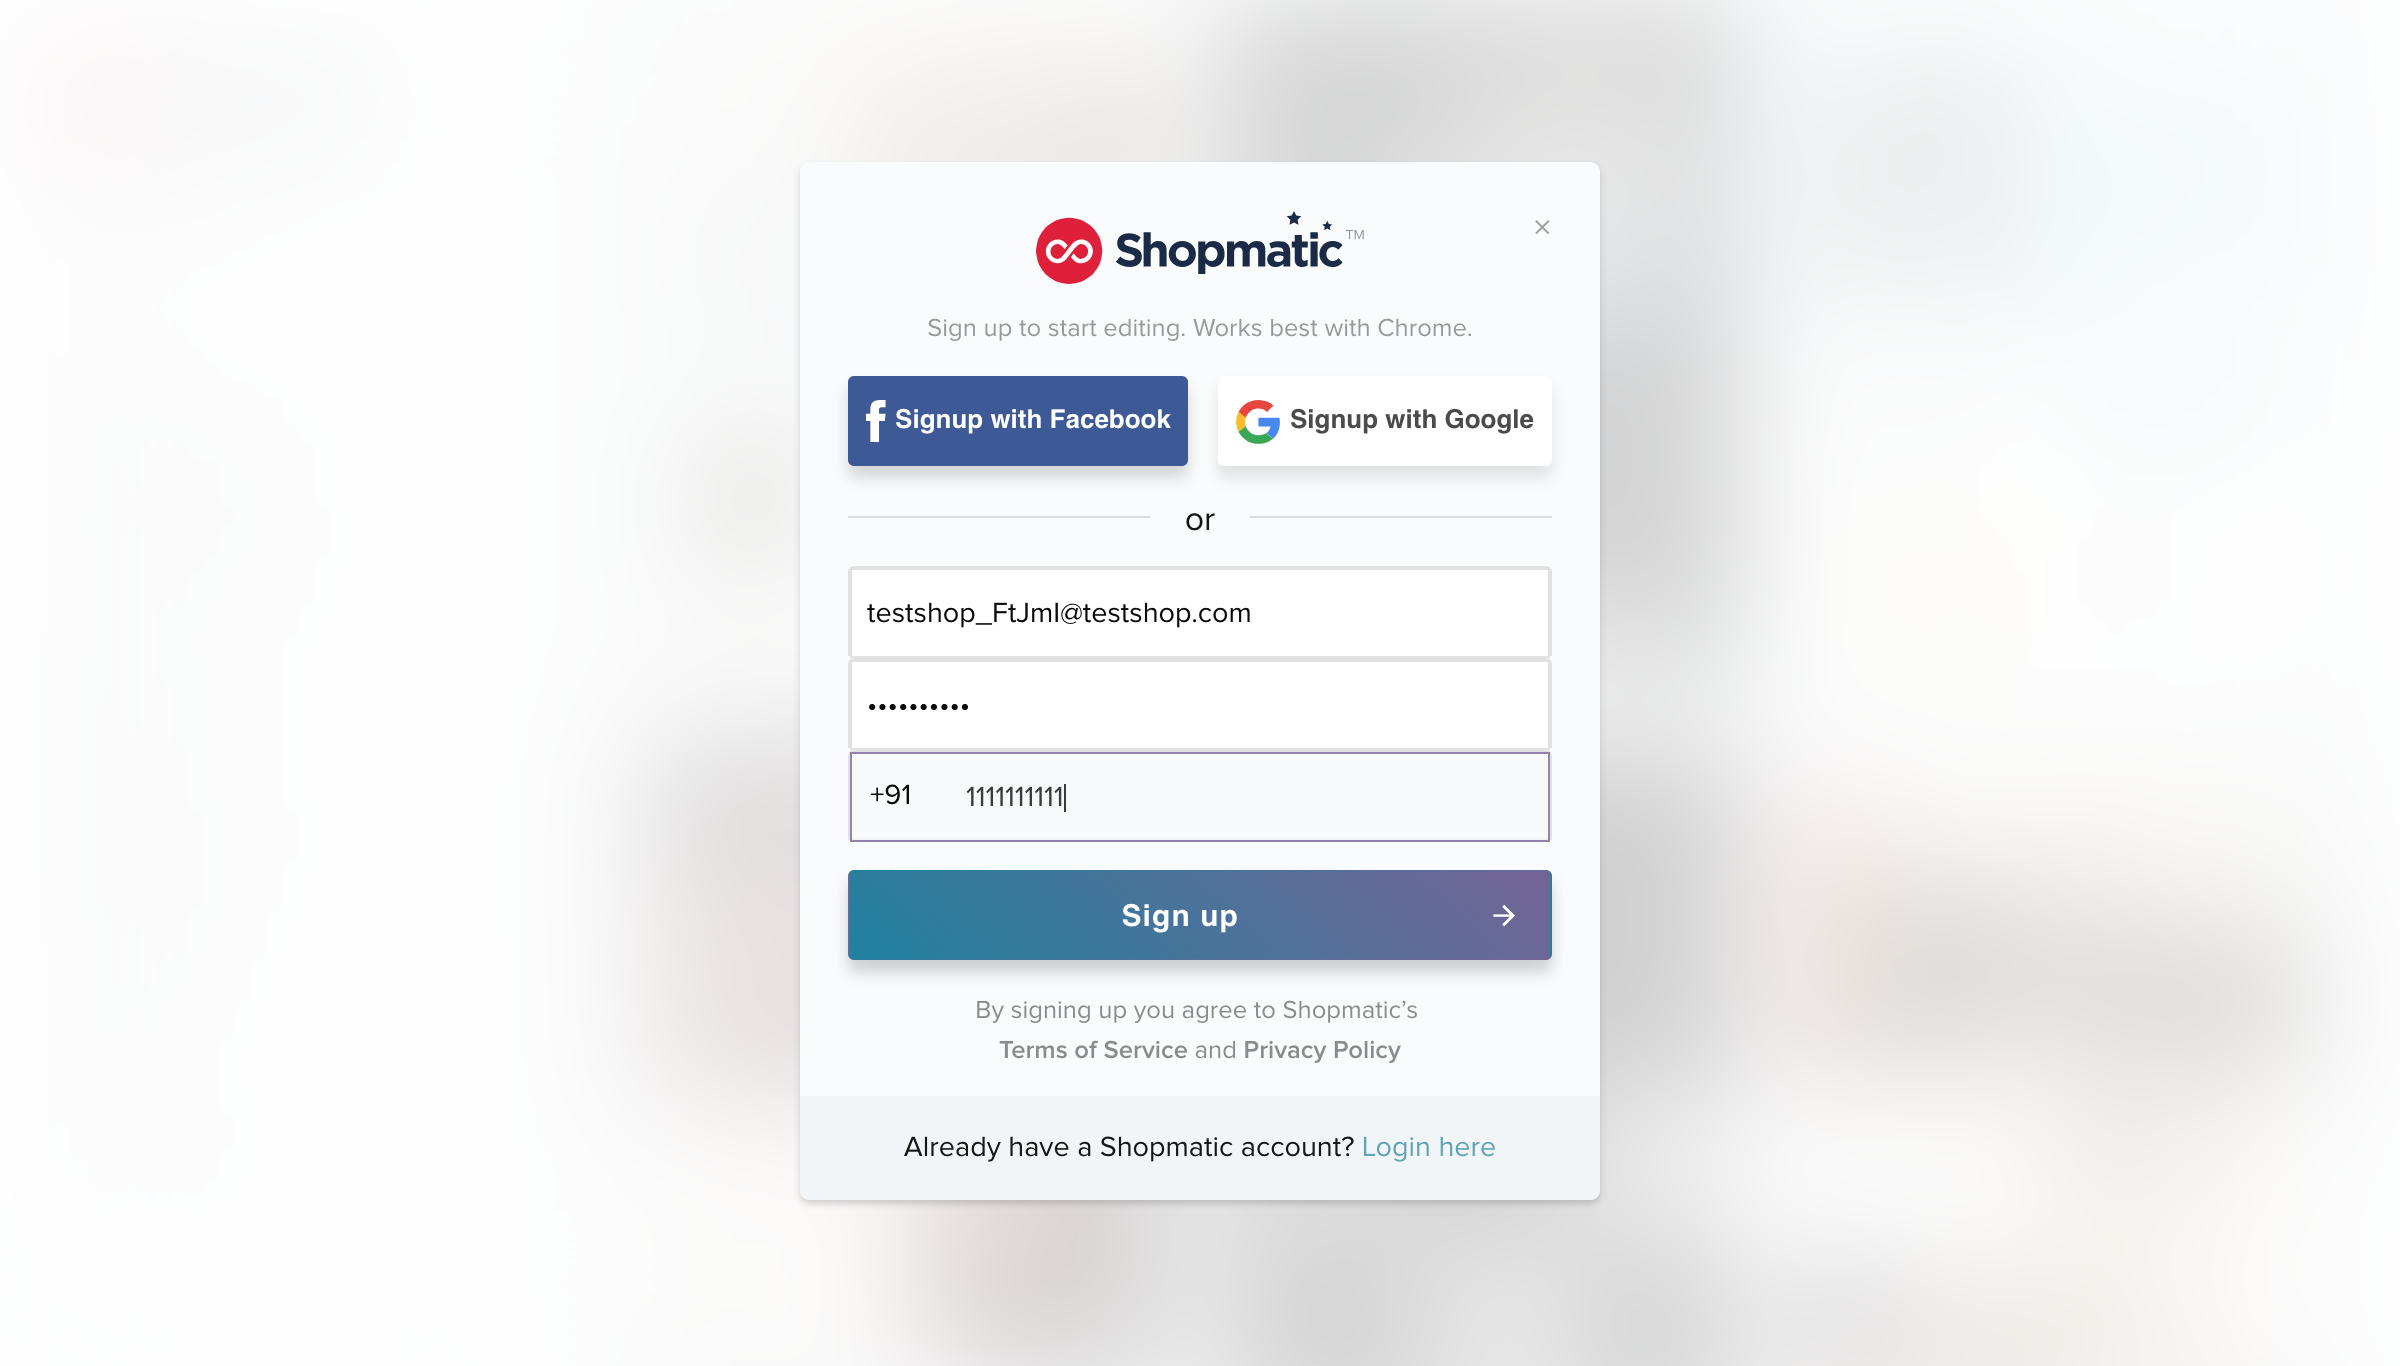 Shopmatic™
×
Sign up to start editing. Works best with Chrome.
Signup with Facebook
Signup with Google
or
testshop_FtJml@testshop.com
••••••••••
+91 1111111111
Sign up →
By signing up you agree to Shopmatic’s
Terms of Service and Privacy Policy
Already have a Shopmatic account? Login here